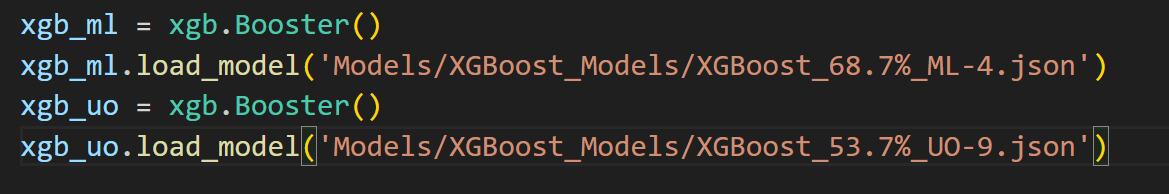 xgb_ml = xgb.Booster()
xgb_ml.load_model('Models/XGBoost_Models/XGBoost_68.7%_ML-4.json')
xgb_uo = xgb.Booster()
xgb_uo.load_model('Models/XGBoost_Models/XGBoost_53.7%_UO-9.json')